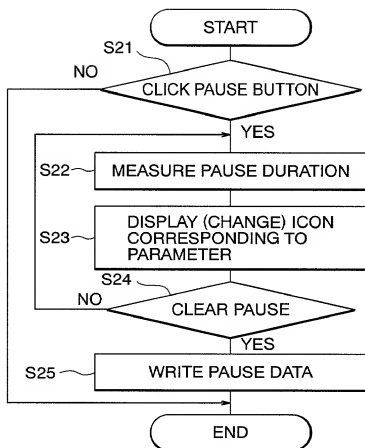 START
S21
NO
CLICK PAUSE BUTTON
YES
S22
MEASURE PAUSE DURATION
S23
DISPLAY (CHANGE) ICON
CORRESPONDING TO
PARAMETER
S24
NO
CLEAR PAUSE
YES
S25
WRITE PAUSE DATA
END